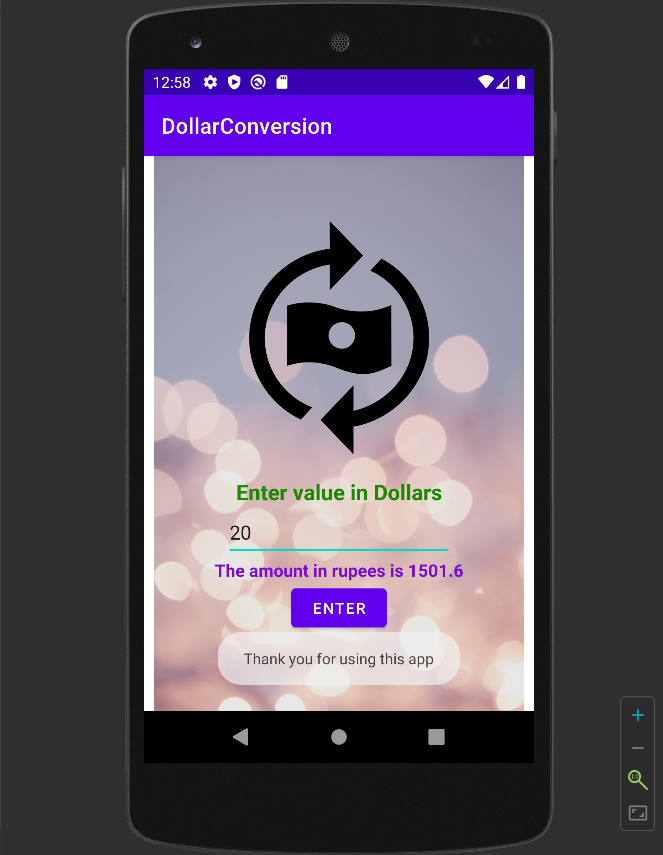 12:58
DollarConversion
Enter value in Dollars
20
The amount in rupees is 1501.6
ENTER
Thank you for using this app